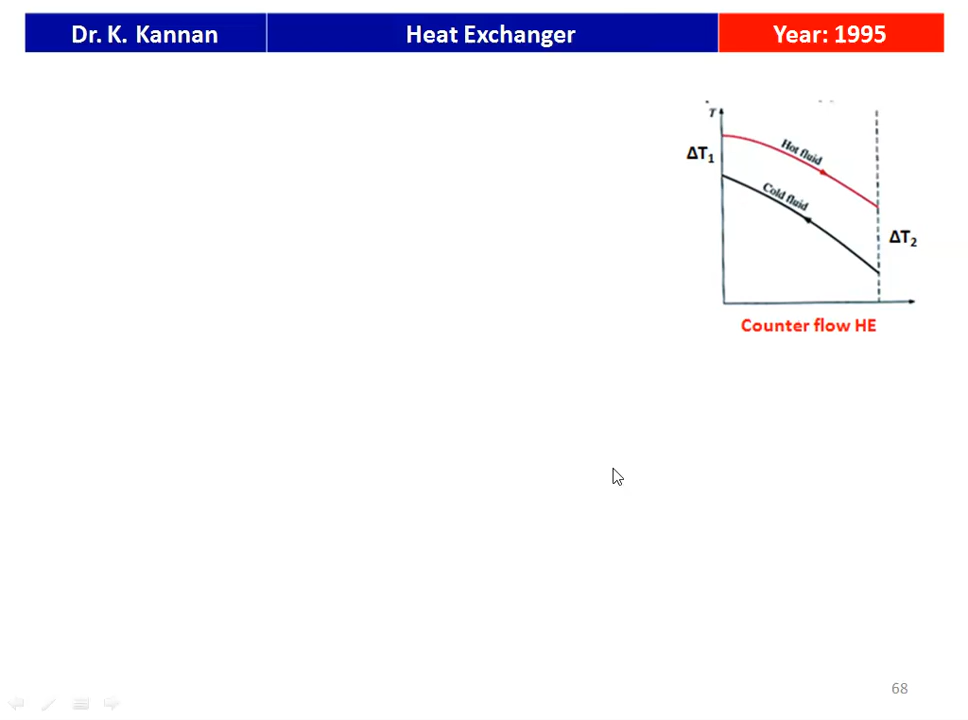 Dr. K. Kannan Heat Exchanger Year: 1995
T
Hot fluid
ΔT₁
Cold fluid
ΔT₂
Counter flow HE
68